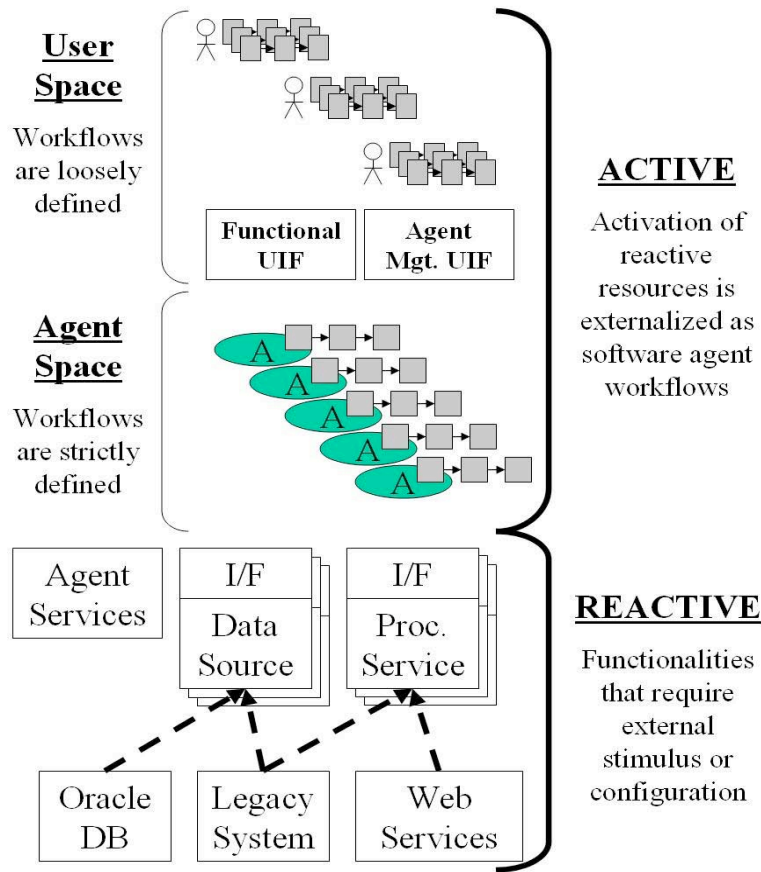 User
Space
Workflows
are loosely
defined
Functional
UIF
Agent
Mgt. UIF
Agent
Space
Workflows
are strictly
defined
A
A
A
A
A
ACTIVE
Activation of
reactive
resources is
externalized as
software agent
workflows
Agent
Services
I/F
Data
Source
I/F
Proc.
Service
Oracle
DB
Legacy
System
Web
Services
REACTIVE
Functionalities
that require
external
stimulus or
configuration